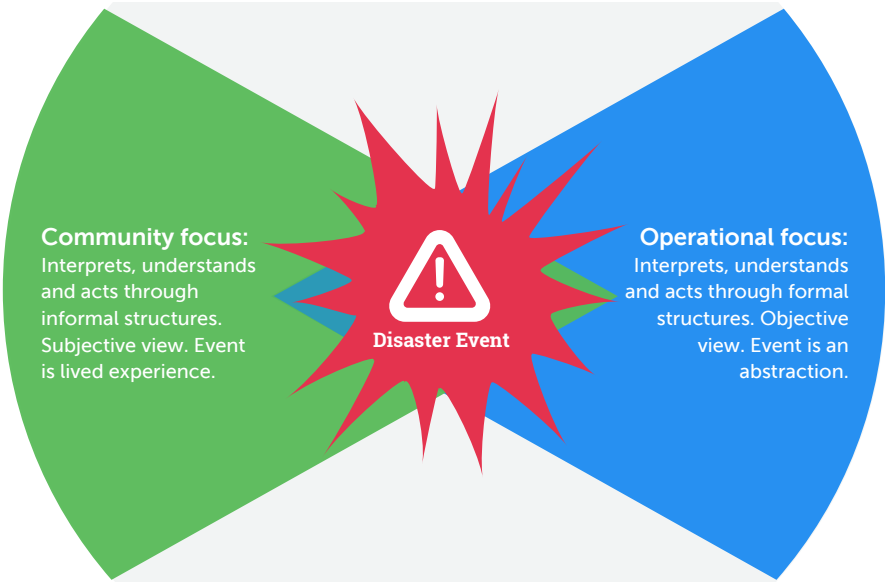 Community focus:
Interprets, understands
and acts through
informal structures.
Subjective view. Event
is lived experience.
Disaster Event
Operational focus:
Interprets, understands
and acts through formal
structures. Objective
view. Event is an
abstraction.